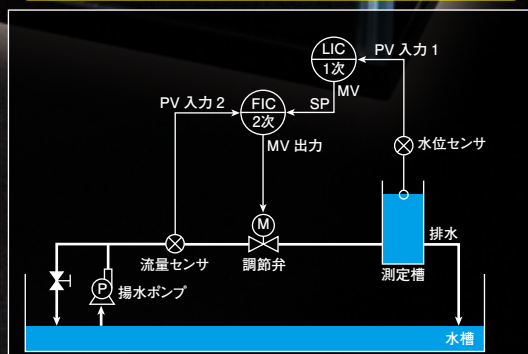 LIC
1次
PV 入力 1
MV
SP
PV 入力 2
FIC
2次
MV 出力
水位センサ
M
排水
流量センサ
調節弁
測定槽
P
揚水ポンプ
水槽